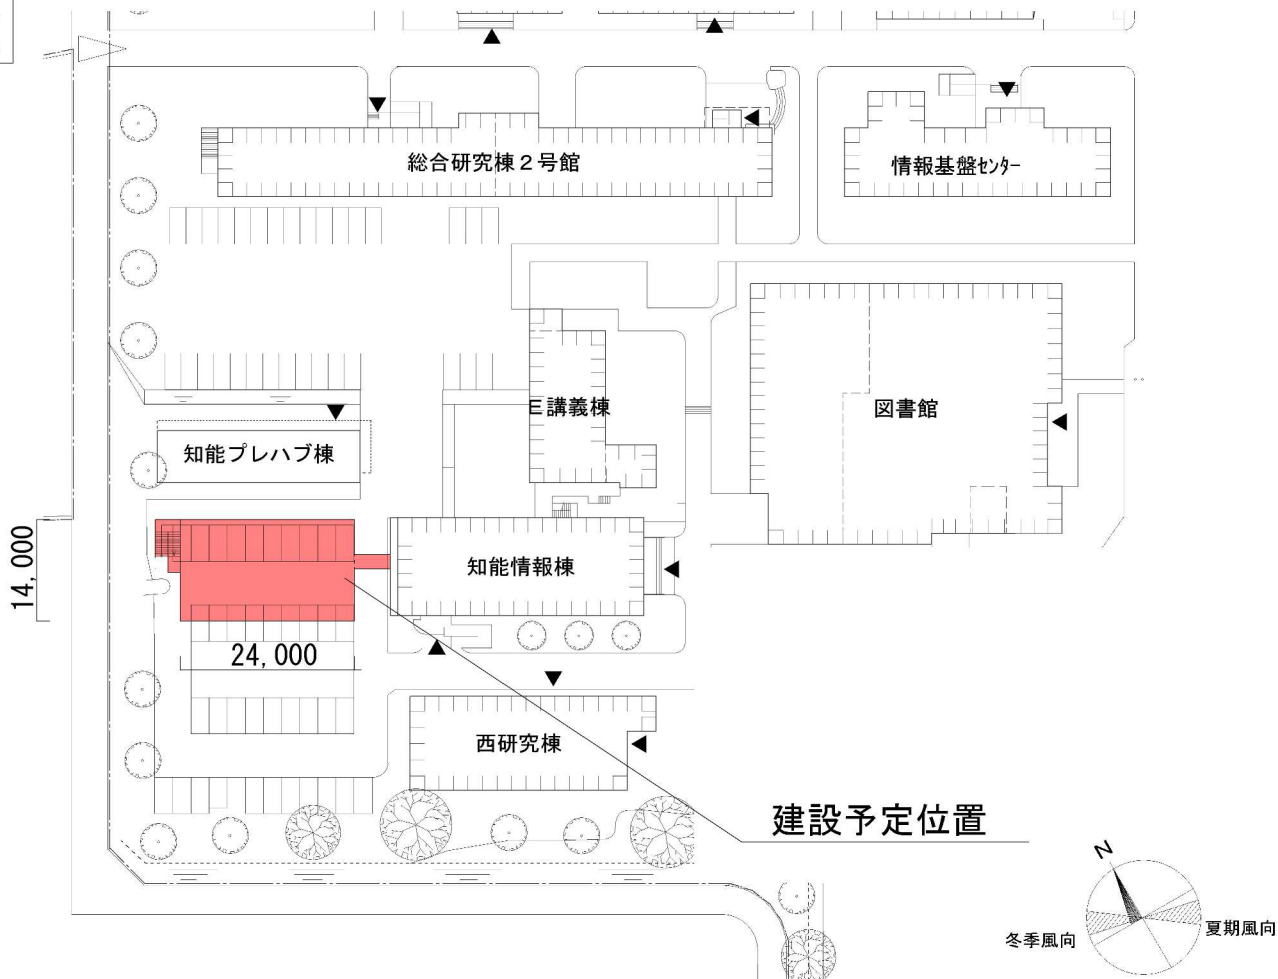 総合研究棟２号館
情報基盤ｾﾝﾀｰ
Ｅ講義棟
図書館
知能プレハブ棟
14,000
知能情報棟
24,000
西研究棟
建設予定位置
N
冬季風向
夏期風向